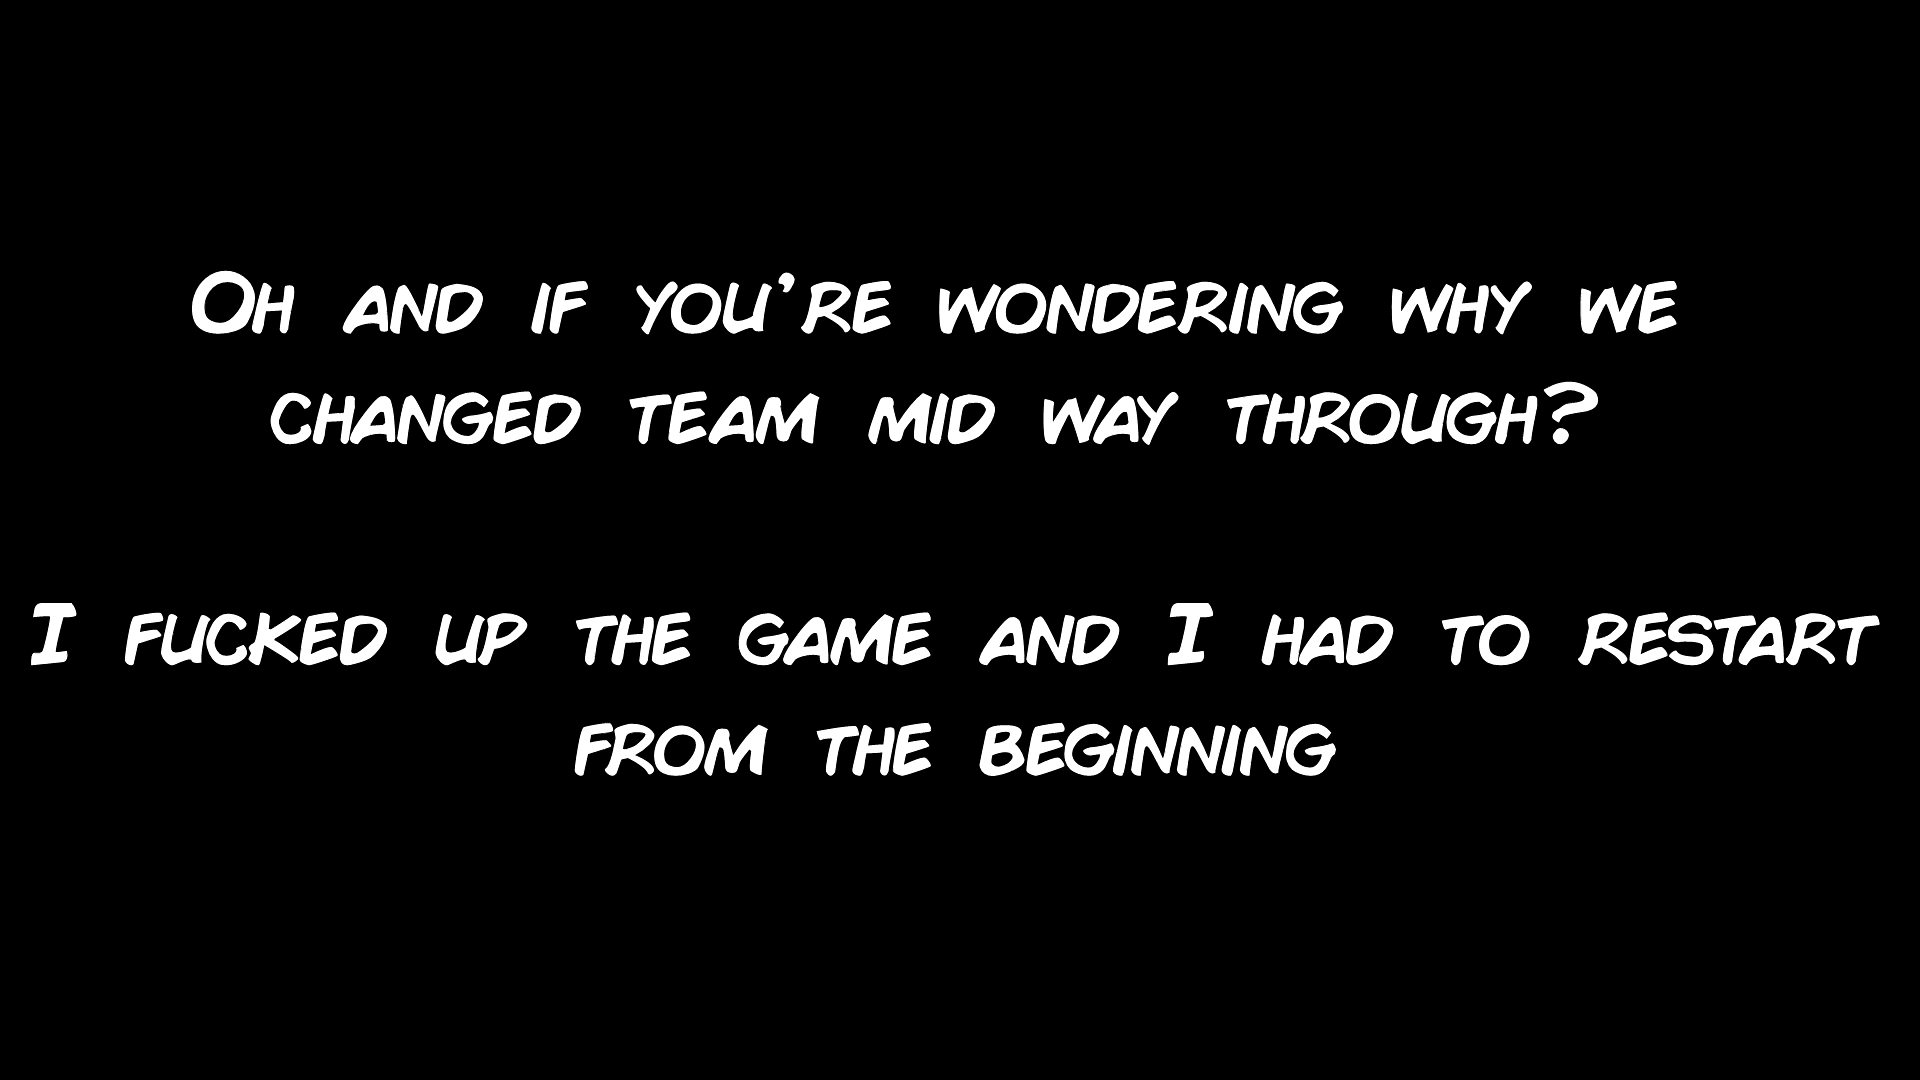 Oh and if you're wondering why we
changed team mid way through?
I fucked up the game and I had to restart
from the beginning